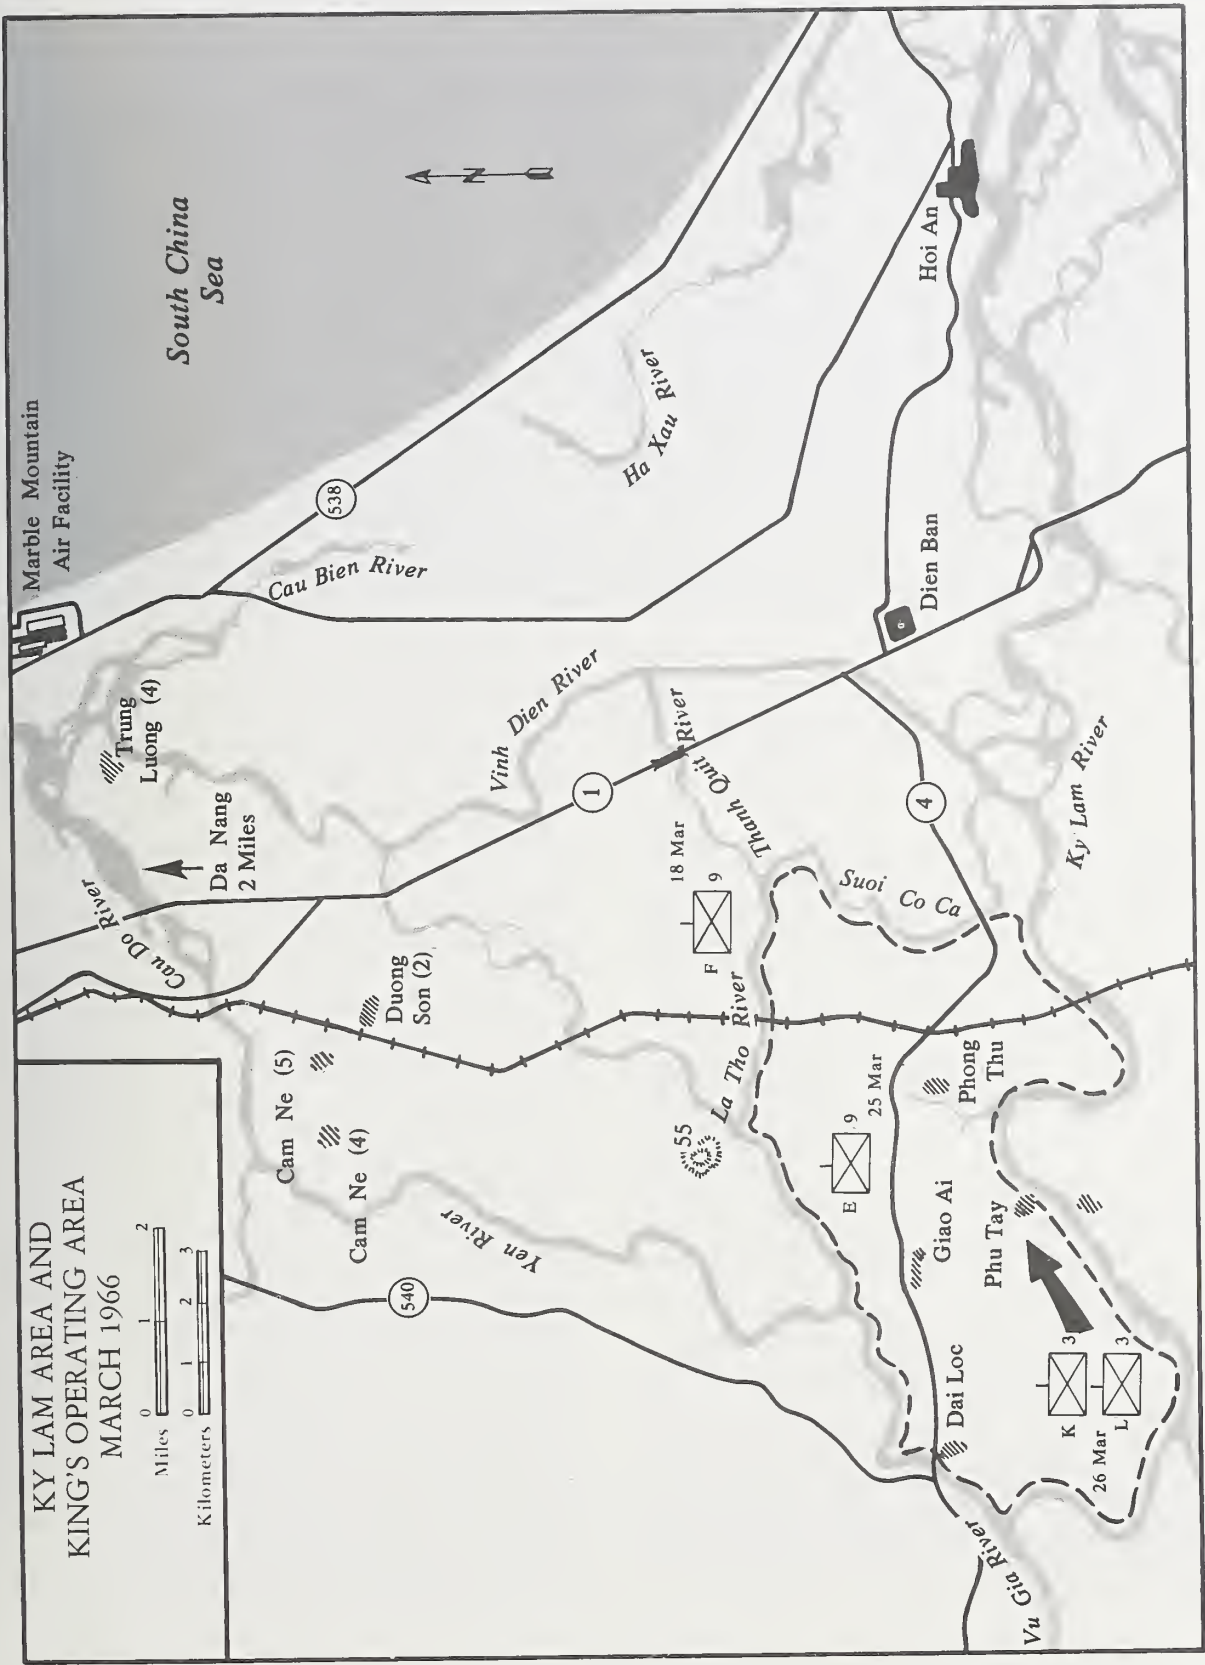 KY LAM AREA AND
KING'S OPERATING AREA
MARCH 1966
0 1 2
Miles
0 1 2 3
Kilometers
Marble Mountain
Air Facility
South China
Sea
N
Cau Do River
Da Nang
2 Miles
Trung
Luong (4)
Cau Bien River
538
Cam Ne (5)
Cam Ne (4)
Duong
Son (2)
Vinh Dien River
Ha Xau River
540
Yen River
1
18 Mar
F 9
Thanh Quit River
La Tho River
55
Suoi Co Ca
E 9
25 Mar
4
Dien Ban
Hoi An
Dai Loc
Giao Ai
Phong
Thu
Phu Tay
Ky Lam River
K 3
L 3
26 Mar
Vu Gia River